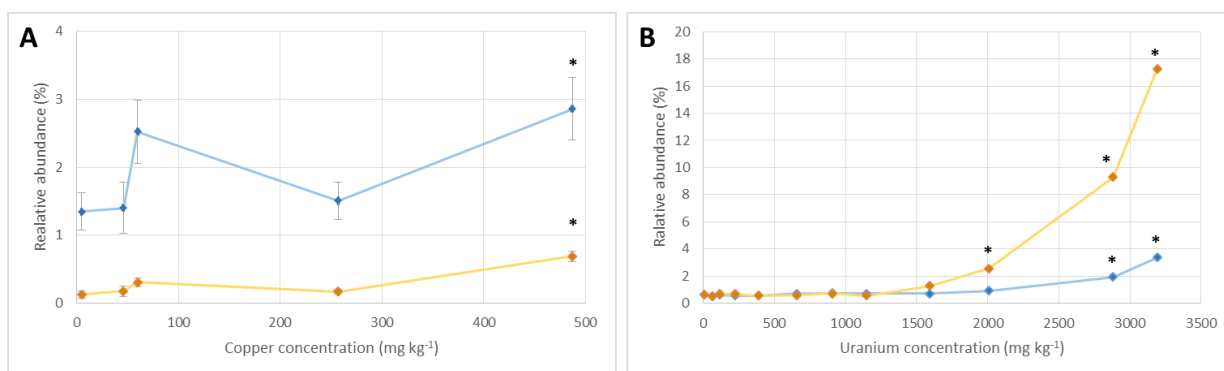 A
Realative abundance (%)
4
3
2
1
0
*
*
0 100 200 300 400 500
Copper concentration (mg kg⁻¹)
B
Ralative abundance (%)
20
18
16
14
12
10
8
6
4
2
0
*
*
*
*
*
0 500 1000 1500 2000 2500 3000 3500
Uranium concentration (mg kg⁻¹)